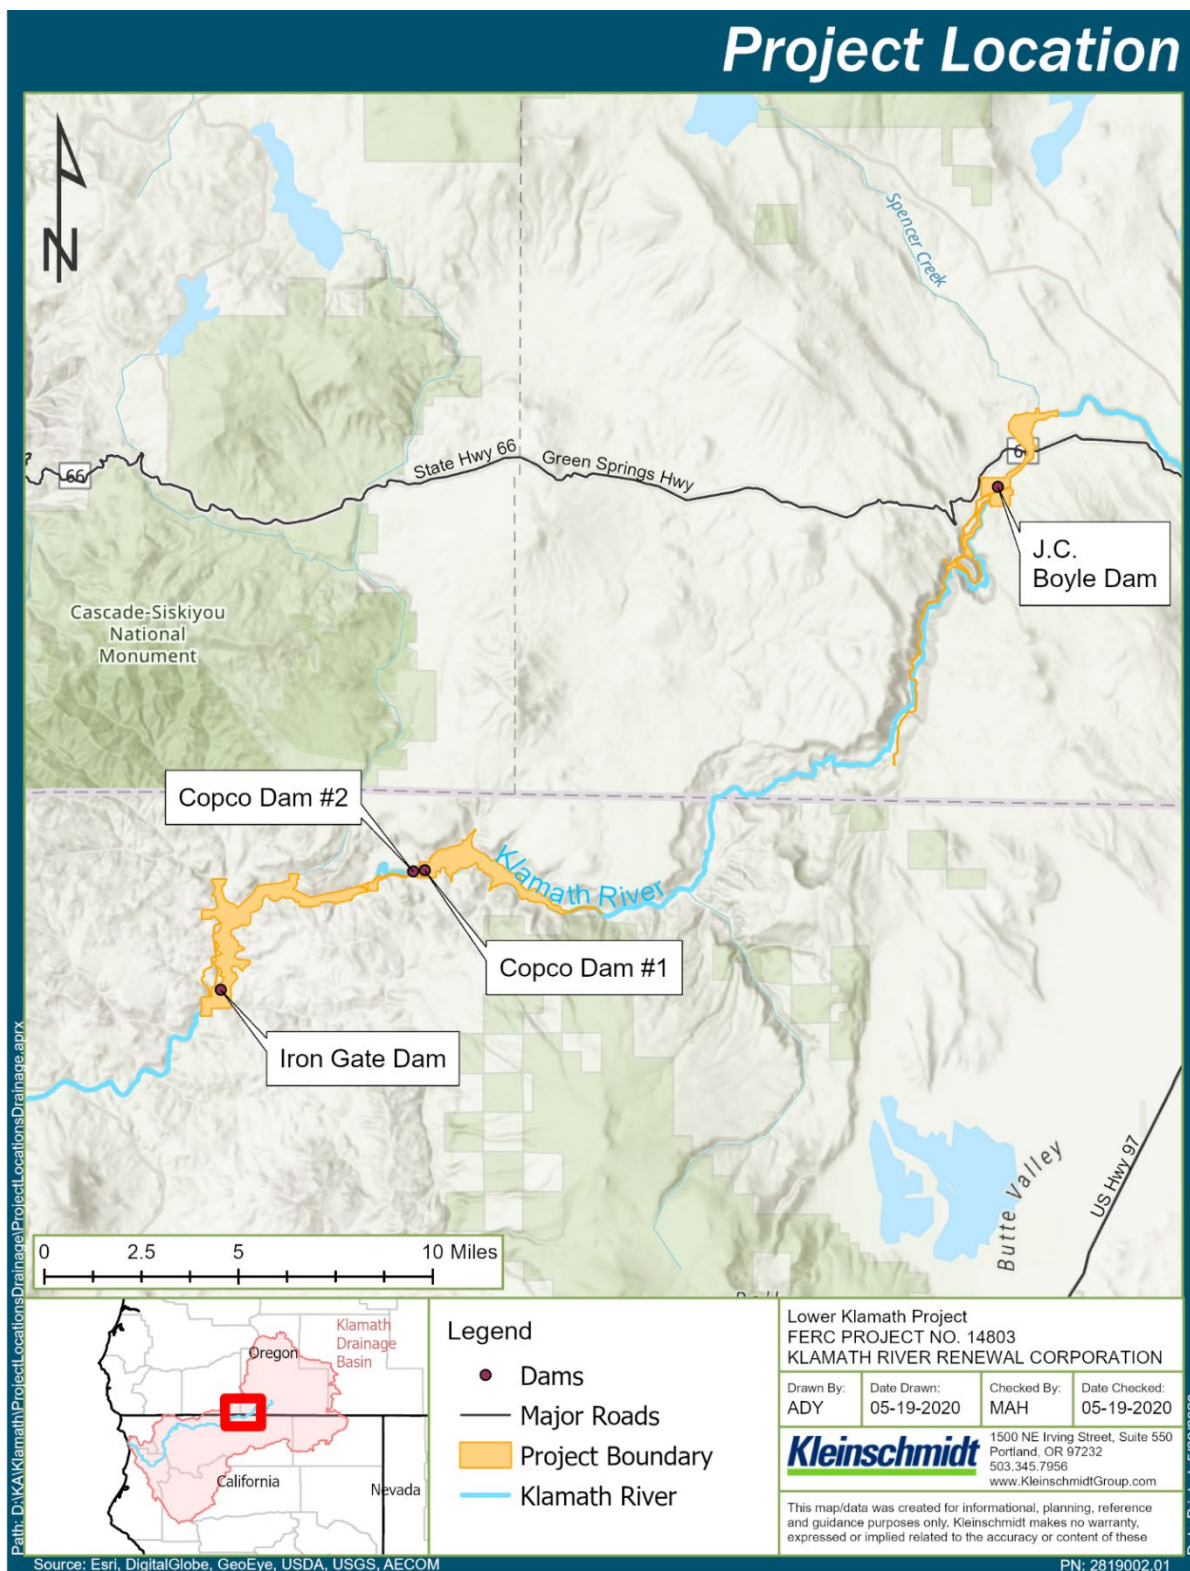 Project Location
N
Spencer Creek
66
State Hwy 66
Green Springs Hwy
J.C.
Boyle Dam
Cascade-Siskiyou
National
Monument
Copco Dam #2
Klamath River
Copco Dam #1
Iron Gate Dam
Butte Valley
US Hwy 97
0 2.5 5 10 Miles
Klamath
Drainage
Basin
Oregon
California
Nevada
Legend
Dams
Major Roads
Project Boundary
Klamath River
Lower Klamath Project
FERC PROJECT NO. 14803
KLAMATH RIVER RENEWAL CORPORATION
Drawn By:
ADY
Date Drawn:
05-19-2020
Checked By:
MAH
Date Checked:
05-19-2020
Kleinschmidt
1500 NE Irving Street, Suite 550
Portland, OR 97232
503.345.7956
www.KleinschmidtGroup.com
This map/data was created for informational, planning, reference
and guidance purposes only. Kleinschmidt makes no warranty,
expressed or implied related to the accuracy or content of these
Path: D:\KA\Klamath\ProjectLocationsDrainage\ProjectLocationsDrainage.aprx
Source: Esri, DigitalGlobe, GeoEye, USDA, USGS, AECOM
PN: 2819002.01